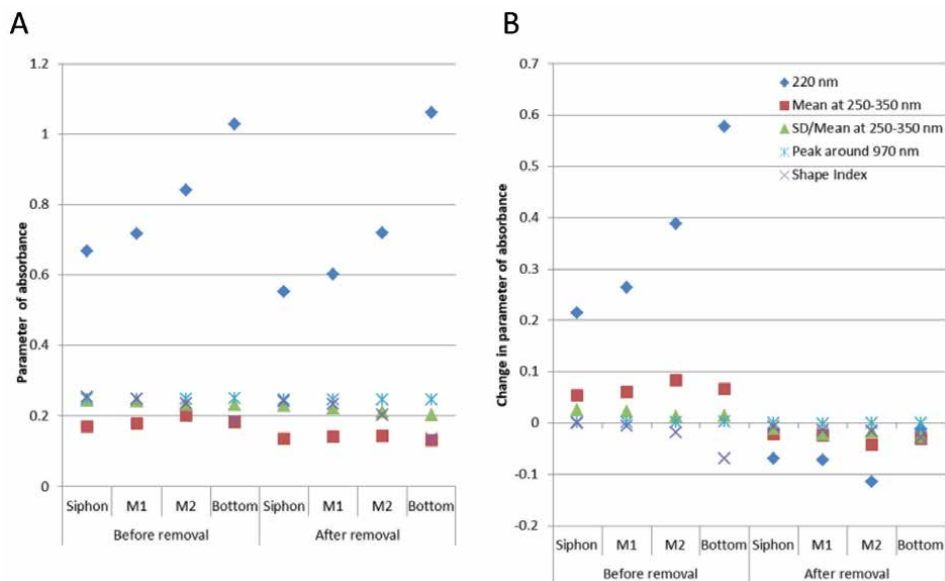 A
Parameter of absorbance
1.2
1
0.8
0.6
0.4
0.2
0
Siphon M1 M2 Bottom Siphon M1 M2 Bottom
Before removal After removal
B
Change in parameter of absorbance
0.7
0.6
0.5
0.4
0.3
0.2
0.1
0
-0.1
-0.2
220 nm
Mean at 250-350 nm
SD/Mean at 250-350 nm
Peak around 970 nm
Shape Index
Siphon M1 M2 Bottom Siphon M1 M2 Bottom
Before removal After removal